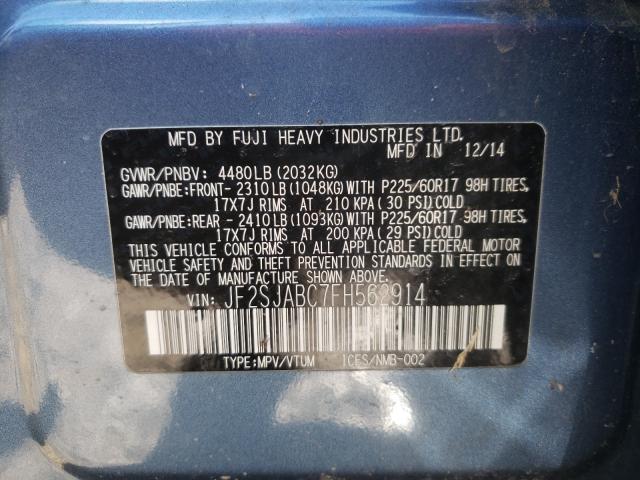 MFD BY FUJI HEAVY INDUSTRIES LTD.
MFD IN 12/14
GVWR/PNBV: 4480LB(2032KG)
GAWR/PNBE:FRONT- 2310LB(1048KG)WITH P225/60R17 98H TIRES,
17X7J RIMS AT 210 KPA(30 PSI)COLD
GAWR/PNBE:REAR - 2410LB(1093KG)WITH P225/60R17 98H TIRES,
17X7J RIMS AT 200 KPA(29 PSI)COLD
THIS VEHICLE CONFORMS TO ALL APPLICABLE FEDERAL MOTOR
VEHICLE SAFETY AND THEFT PREVENTION STANDARDS IN EFFECT
ON THE DATE OF MANUFACTURE SHOWN ABOVE.
VIN: JF2SJABC7FH562914
TYPE:MPV/VTUM ICES/NMB-002